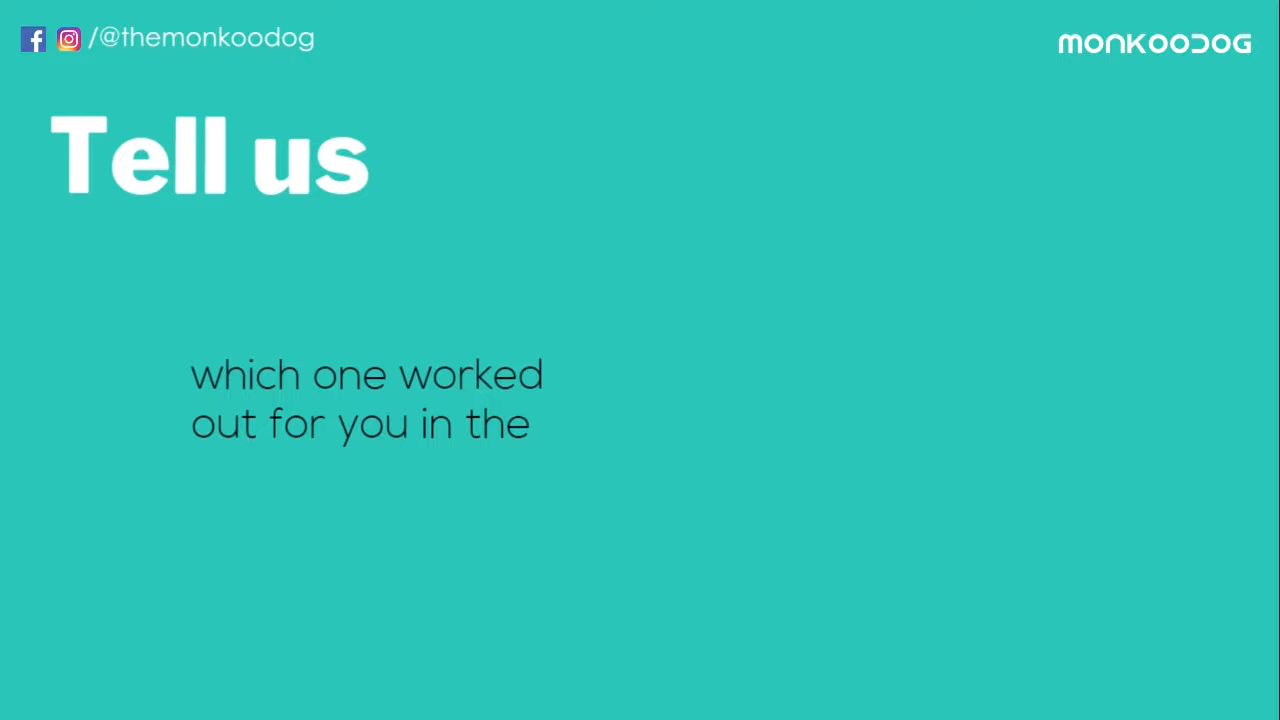 /@themonkoodog
MONKOODOG
Tell us
which one worked
out for you in the